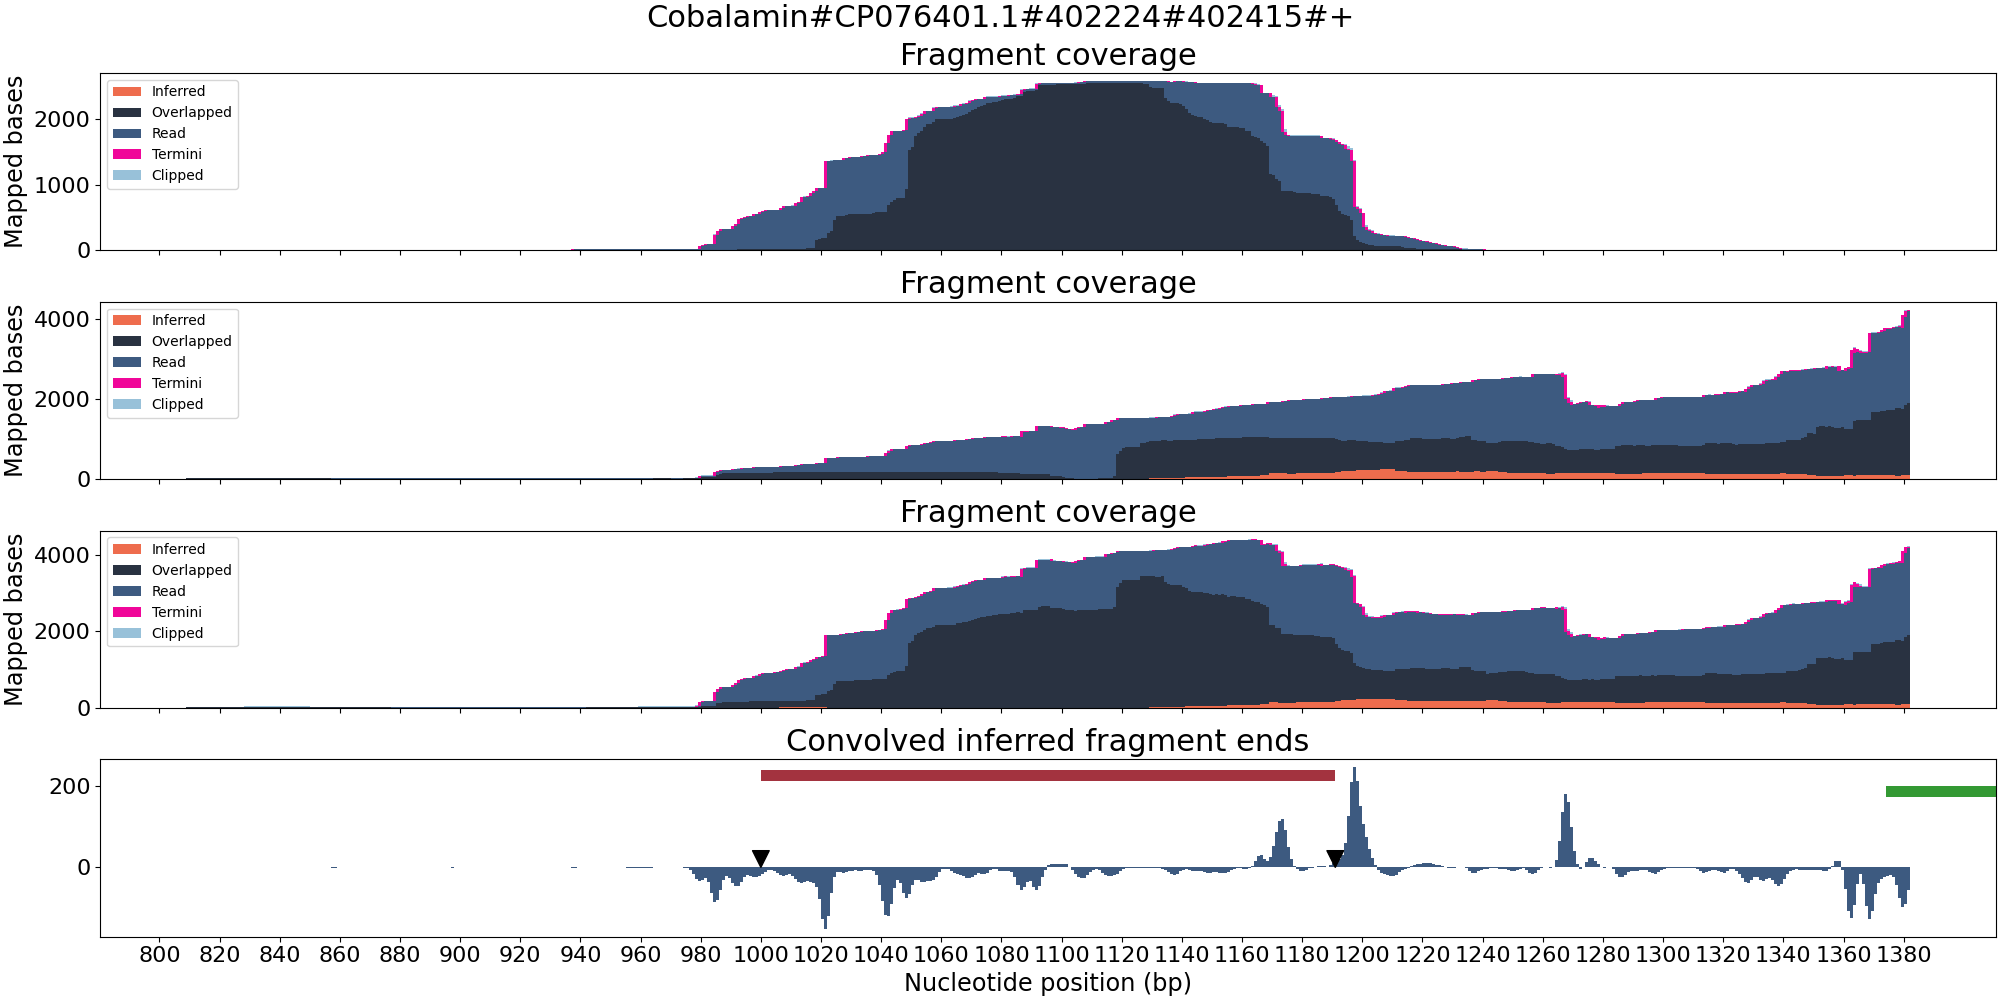 Cobalamin#CP076401.1#402224#402415#+
Fragment coverage
Mapped bases
2000
1000
0
Inferred
Overlapped
Read
Termini
Clipped
Fragment coverage
Mapped bases
4000
2000
0
Inferred
Overlapped
Read
Termini
Clipped
Fragment coverage
Mapped bases
4000
2000
0
Inferred
Overlapped
Read
Termini
Clipped
Convolved inferred fragment ends
200
0
800 820 840 860 880 900 920 940 960 980 1000 1020 1040 1060 1080 1100 1120 1140 1160 1180 1200 1220 1240 1260 1280 1300 1320 1340 1360 1380
Nucleotide position (bp)